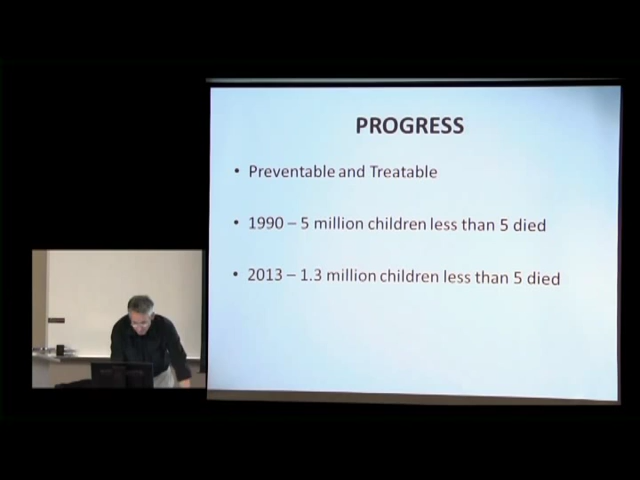 PROGRESS
• Preventable and Treatable
• 1990 – 5 million children less than 5 died
• 2013 – 1.3 million children less than 5 died